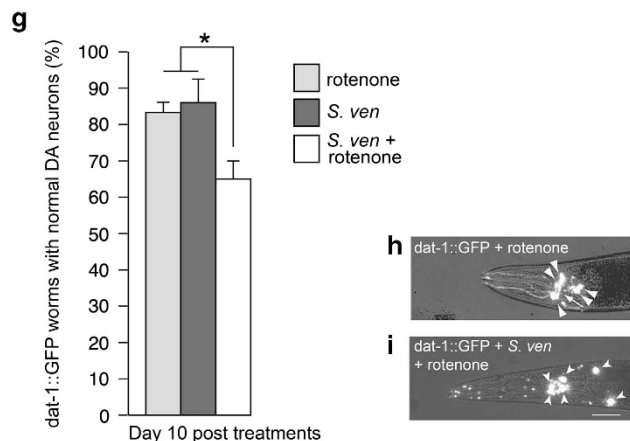 g
dat-1::GFP worms with normal DA neurons (%)
100
90
80
70
60
50
40
30
20
10
0
*
Day 10 post treatments
rotenone
S. ven
S. ven +
rotenone
h
dat-1::GFP + rotenone
i
dat-1::GFP + S. ven
+ rotenone